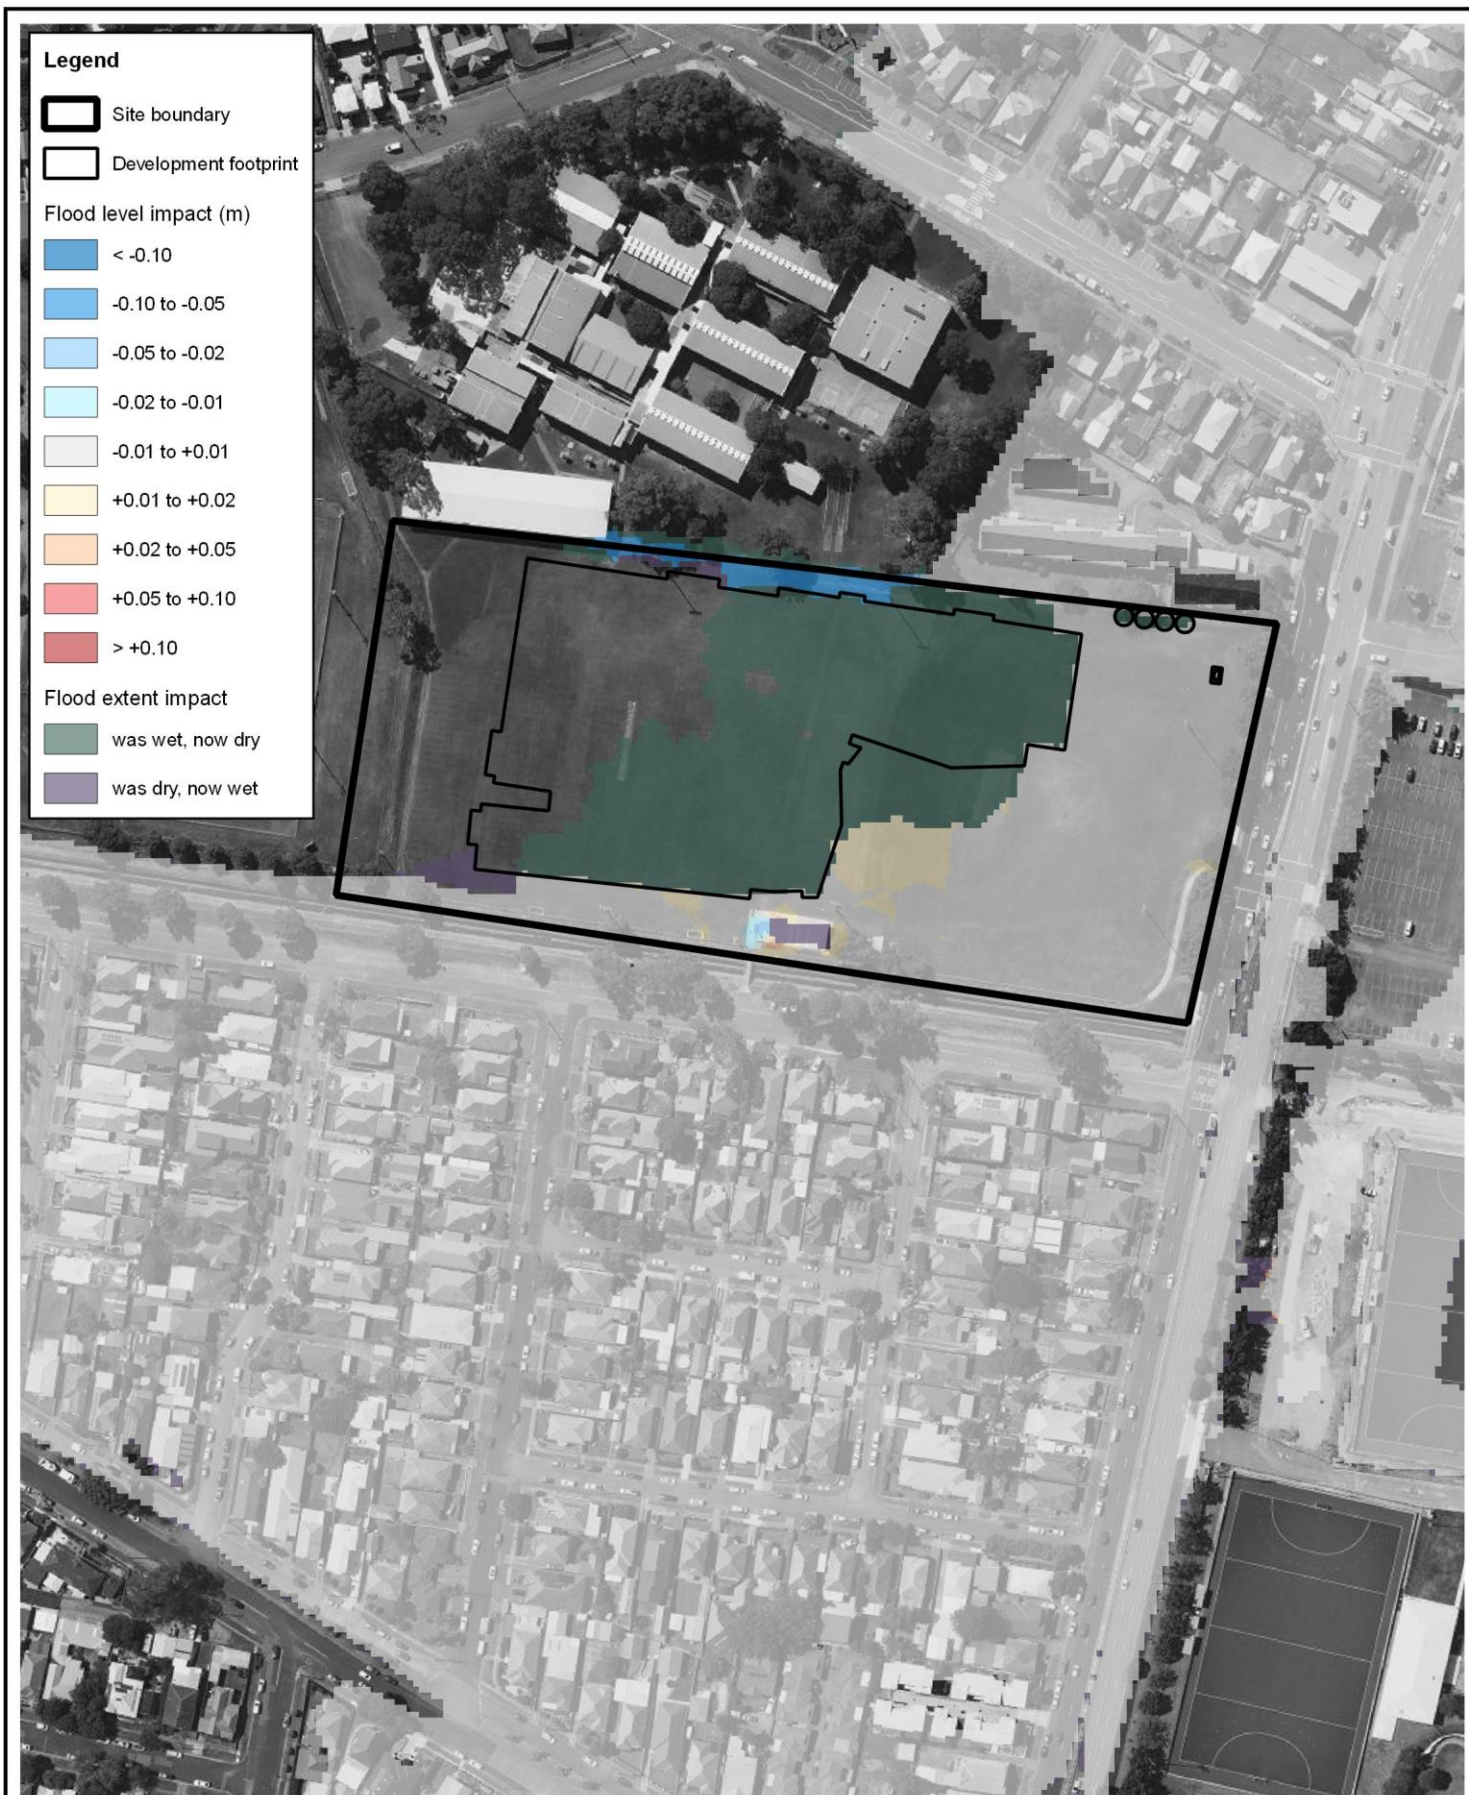 Legend
Site boundary
Development footprint
Flood level impact (m)
< -0.10
-0.10 to -0.05
-0.05 to -0.02
-0.02 to -0.01
-0.01 to +0.01
+0.01 to +0.02
+0.02 to +0.05
+0.05 to +0.10
> +0.10
Flood extent impact
was wet, now dry
was dry, now wet